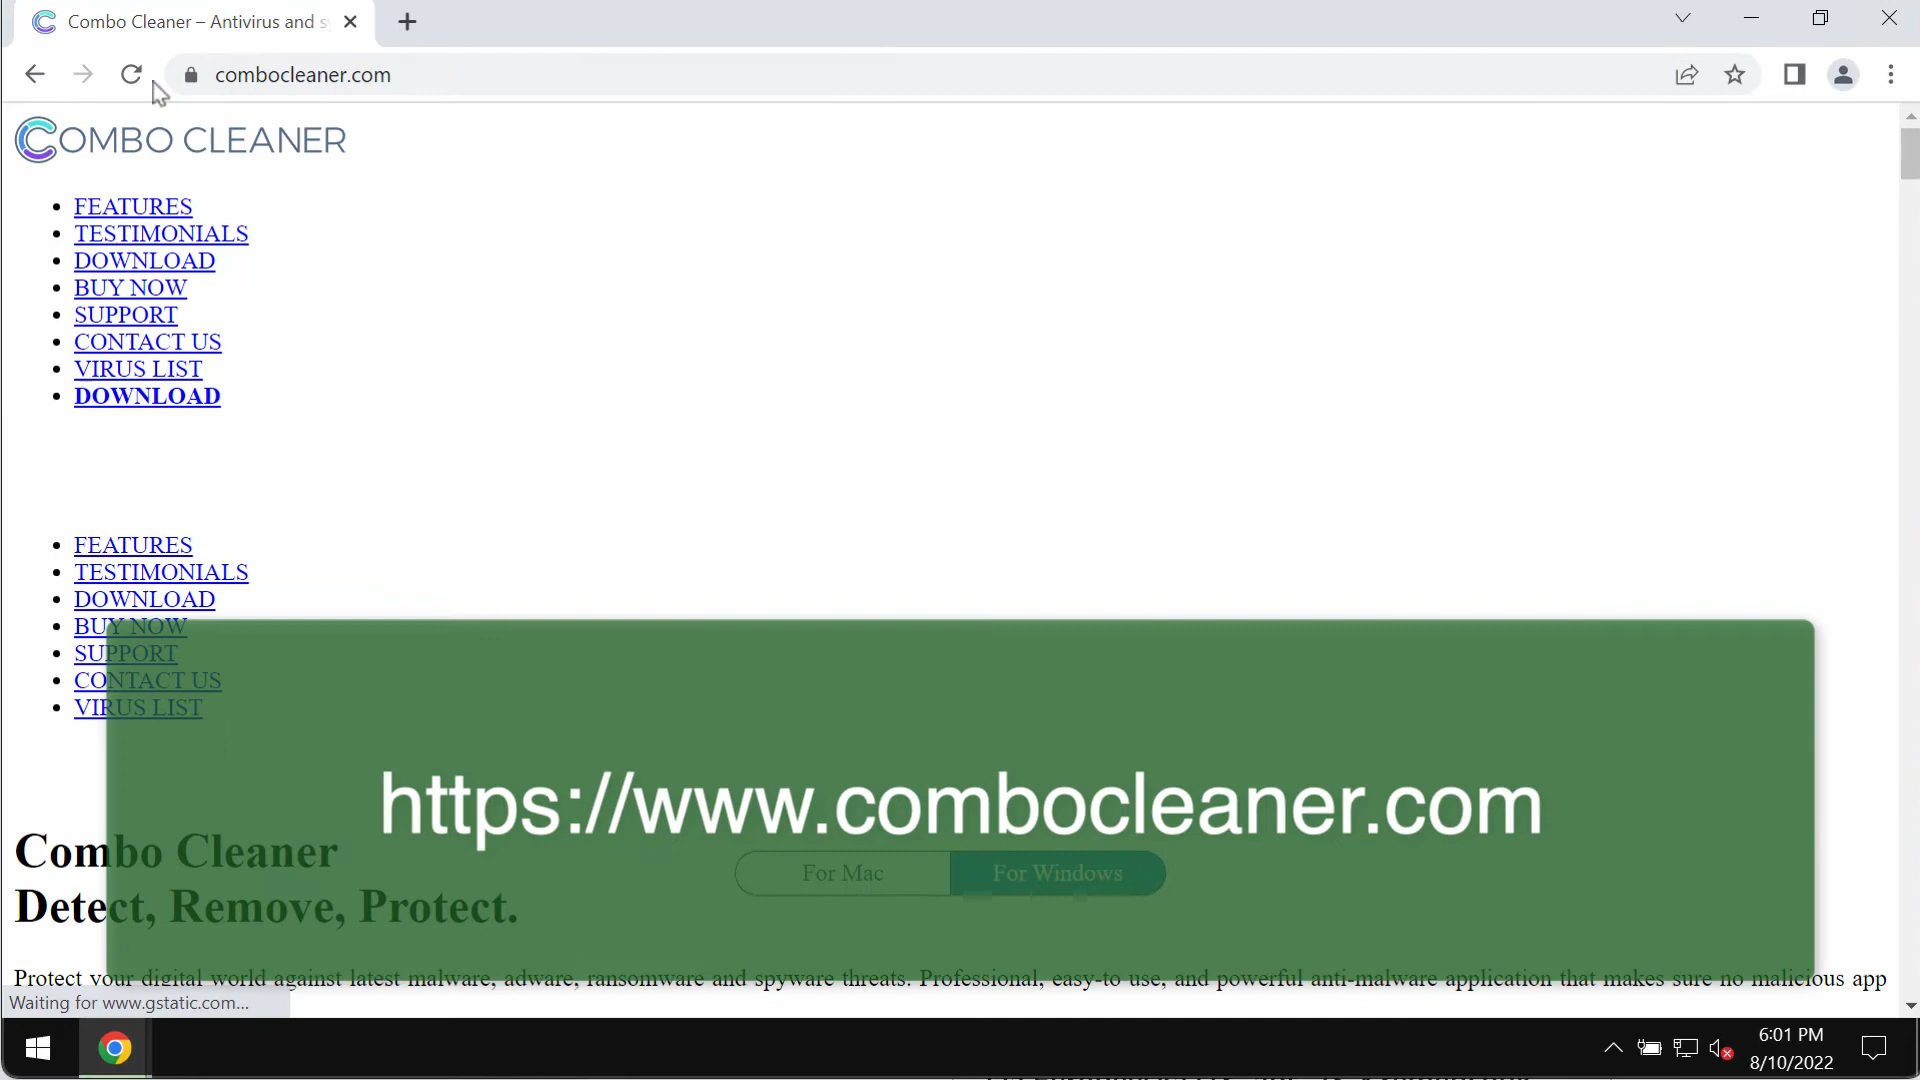 Combo Cleaner – Antivirus and s
combocleaner.com
COMBO CLEANER
FEATURES
TESTIMONIALS
DOWNLOAD
BUY NOW
SUPPORT
CONTACT US
VIRUS LIST
DOWNLOAD
FEATURES
TESTIMONIALS
DOWNLOAD
BUY NOW
SUPPORT
CONTACT US
VIRUS LIST
https://www.combocleaner.com
Combo Cleaner
For Mac For Windows
Detect, Remove, Protect.
Protect your digital world against latest malware, adware, ransomware and spyware threats. Professional, easy-to use, and powerful anti-malware application that makes sure no malicious app
Waiting for www.gstatic.com...
6:01 PM
8/10/2022